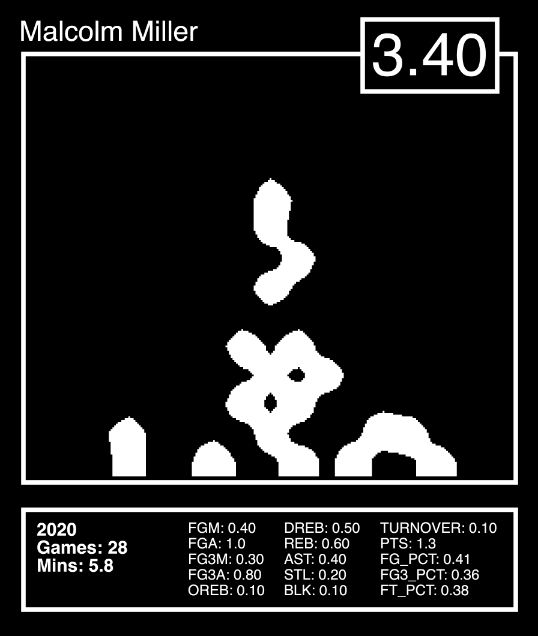 Malcolm Miller
3.40
2020
Games: 28
Mins: 5.8
FGM: 0.40
FGA: 1.0
FG3M: 0.30
FG3A: 0.80
OREB: 0.10
DREB: 0.50
REB: 0.60
AST: 0.40
STL: 0.20
BLK: 0.10
TURNOVER: 0.10
PTS: 1.3
FG_PCT: 0.41
FG3_PCT: 0.36
FT_PCT: 0.38